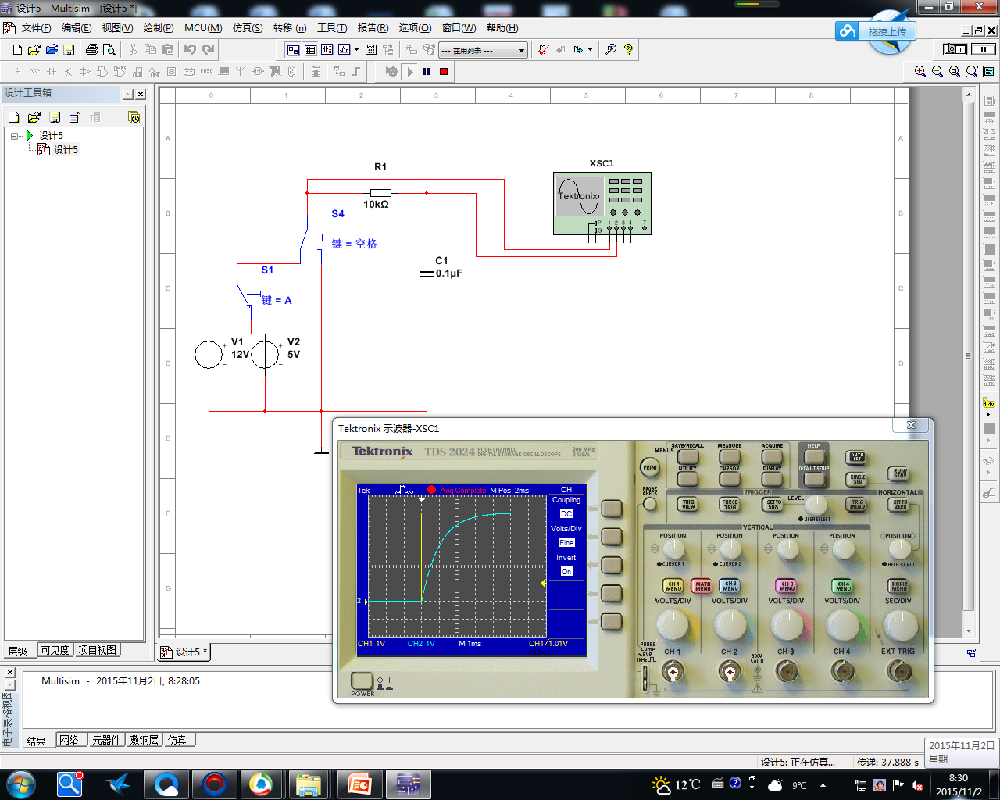 设计5 - Multisim - [设计5 *]
文件(F) 编辑(E) 视图(V) 绘制(P) MCU(M) 仿真(S) 转移 (n) 工具(T) 报告(R) 选项(O) 窗口(W) 帮助(H)
拖拽上传
--- 在用列表 ---
MISC
设计工具箱
设计5
设计5
0 1 2 3 4 5 6 7 8
A A
B B
C C
D D
E E
F
G
R1
10kΩ
S4
键 = 空格
S1
键 = A
C1
0.1µF
V1
12V
V2
5V
XSC1
Tektronix
P
G
1 2 3 4 T
1.4v
Tektronix 示波器-XSC1
Tektronix TDS 2024 FOUR CHANNEL
DIGITAL STORAGE OSCILLOSCOPE
200 MHz
2 GS/s
Tek Acq Complete M Pos: 2ms CH
Coupling
DC
Volts/Div
Fine
Invert
On
CH1 1V CH2 1V M 1ms CH1 1.01V
POWER
MENUS
SAVE/RECALL MEASURE ACQUIRE HELP
UTILITY CURSOR DISPLAY DEFAULT SETUP
PRINT
AUTO SET
SINGLE SEQ
RUN/STOP
PROBE CHECK
TRIGGER LEVEL HORIZONTAL
TRIG VIEW FORCE TRIG SET TO 50% USER SELECT TRIG MENU SET TO ZERO
VERTICAL
POSITION POSITION POSITION POSITION POSITION
CURSOR 1 CURSOR 2 HELP SCROLL
CH 1 MENU MATH MENU CH 2 MENU CH 3 MENU CH 4 MENU HORIZ MENU
VOLTS/DIV VOLTS/DIV VOLTS/DIV VOLTS/DIV SEC/DIV
PROBE COMP
~5V
1kHz
CH 1 CH 2 300V CAT II CH 3 CH 4 EXT TRIG
层级 可见度 项目视图
设计5 *
Multisim - 2015年11月2日, 8:28:05
电子表格视图
结果 网络 元器件 敷铜层 仿真
- 设计5: 正在仿真... 传递: 37.888 s
2015年11月2日
星期一
12℃
9℃
8:30
2015/11/2